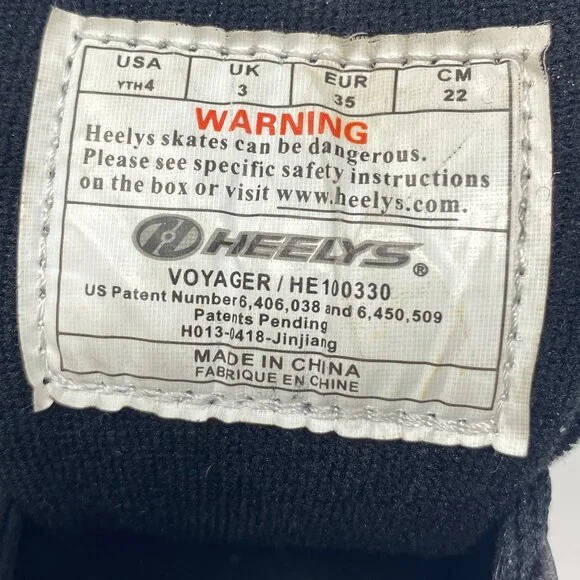 USA UK EUR CM
YTH4 3 35 22
WARNING
Heelys skates can be dangerous.
Please see specific safety instructions
on the box or visit www.heelys.com.
HEELYS®
VOYAGER / HE100330
US Patent Number6,406,038 and 6,450,509
Patents Pending
H013-0418-Jinjiang
MADE IN CHINA
FABRIQUE EN CHINE